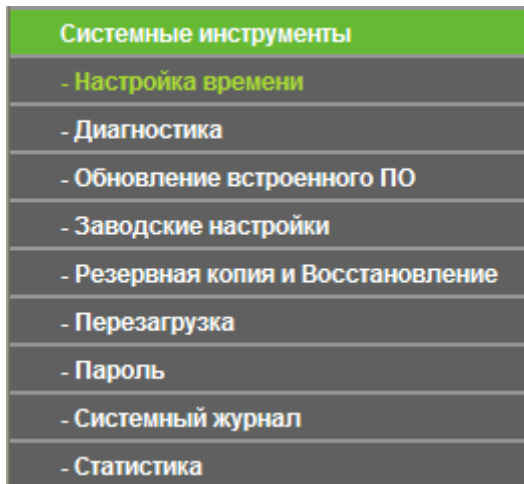 Системные инструменты
- Настройка времени
- Диагностика
- Обновление встроенного ПО
- Заводские настройки
- Резервная копия и Восстановление
- Перезагрузка
- Пароль
- Системный журнал
- Статистика